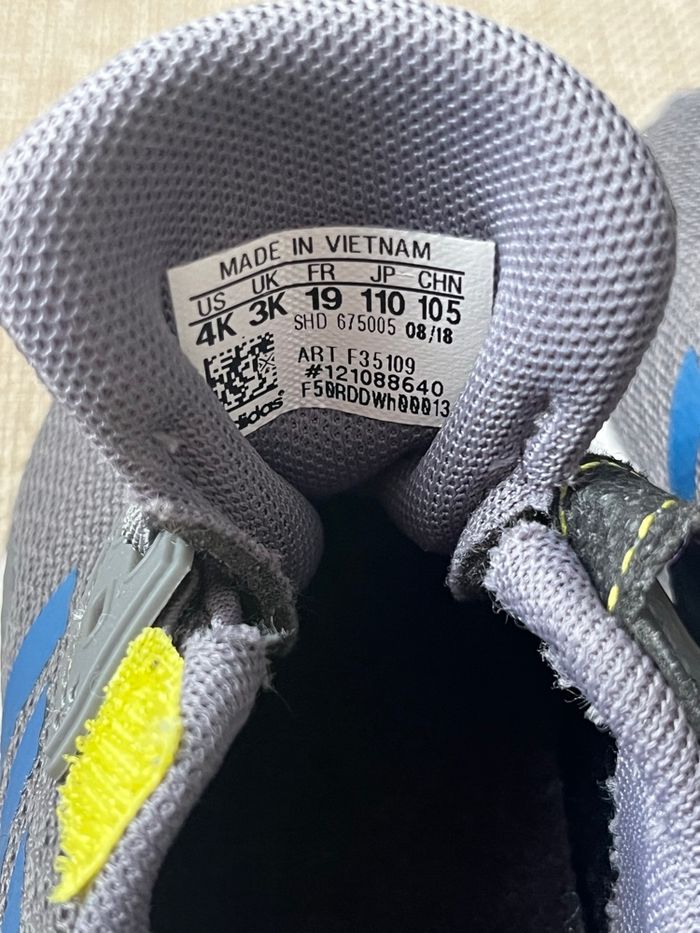 MADE IN VIETNAM
US UK FR JP CHN
4K 3K 19 110 105
SHD 675005 08/18
ART F35109
#121088640
F50RDDWh00013
adidas